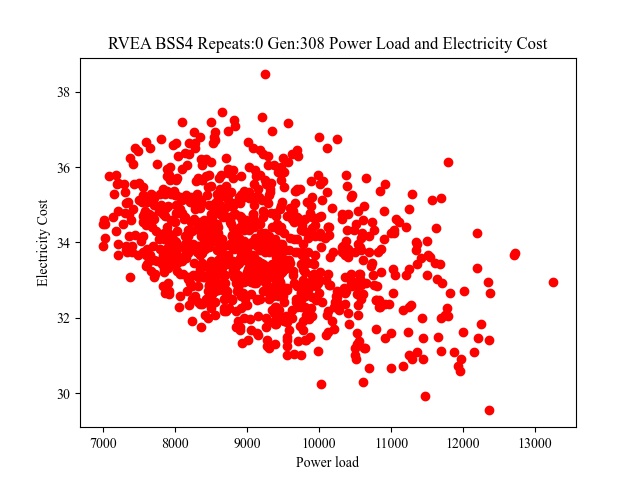 RVEA BSS4 Repeats:0 Gen:308 Power Load and Electricity Cost
38
36
34
32
30
Electricity Cost
7000 8000 9000 10000 11000 12000 13000
Power load